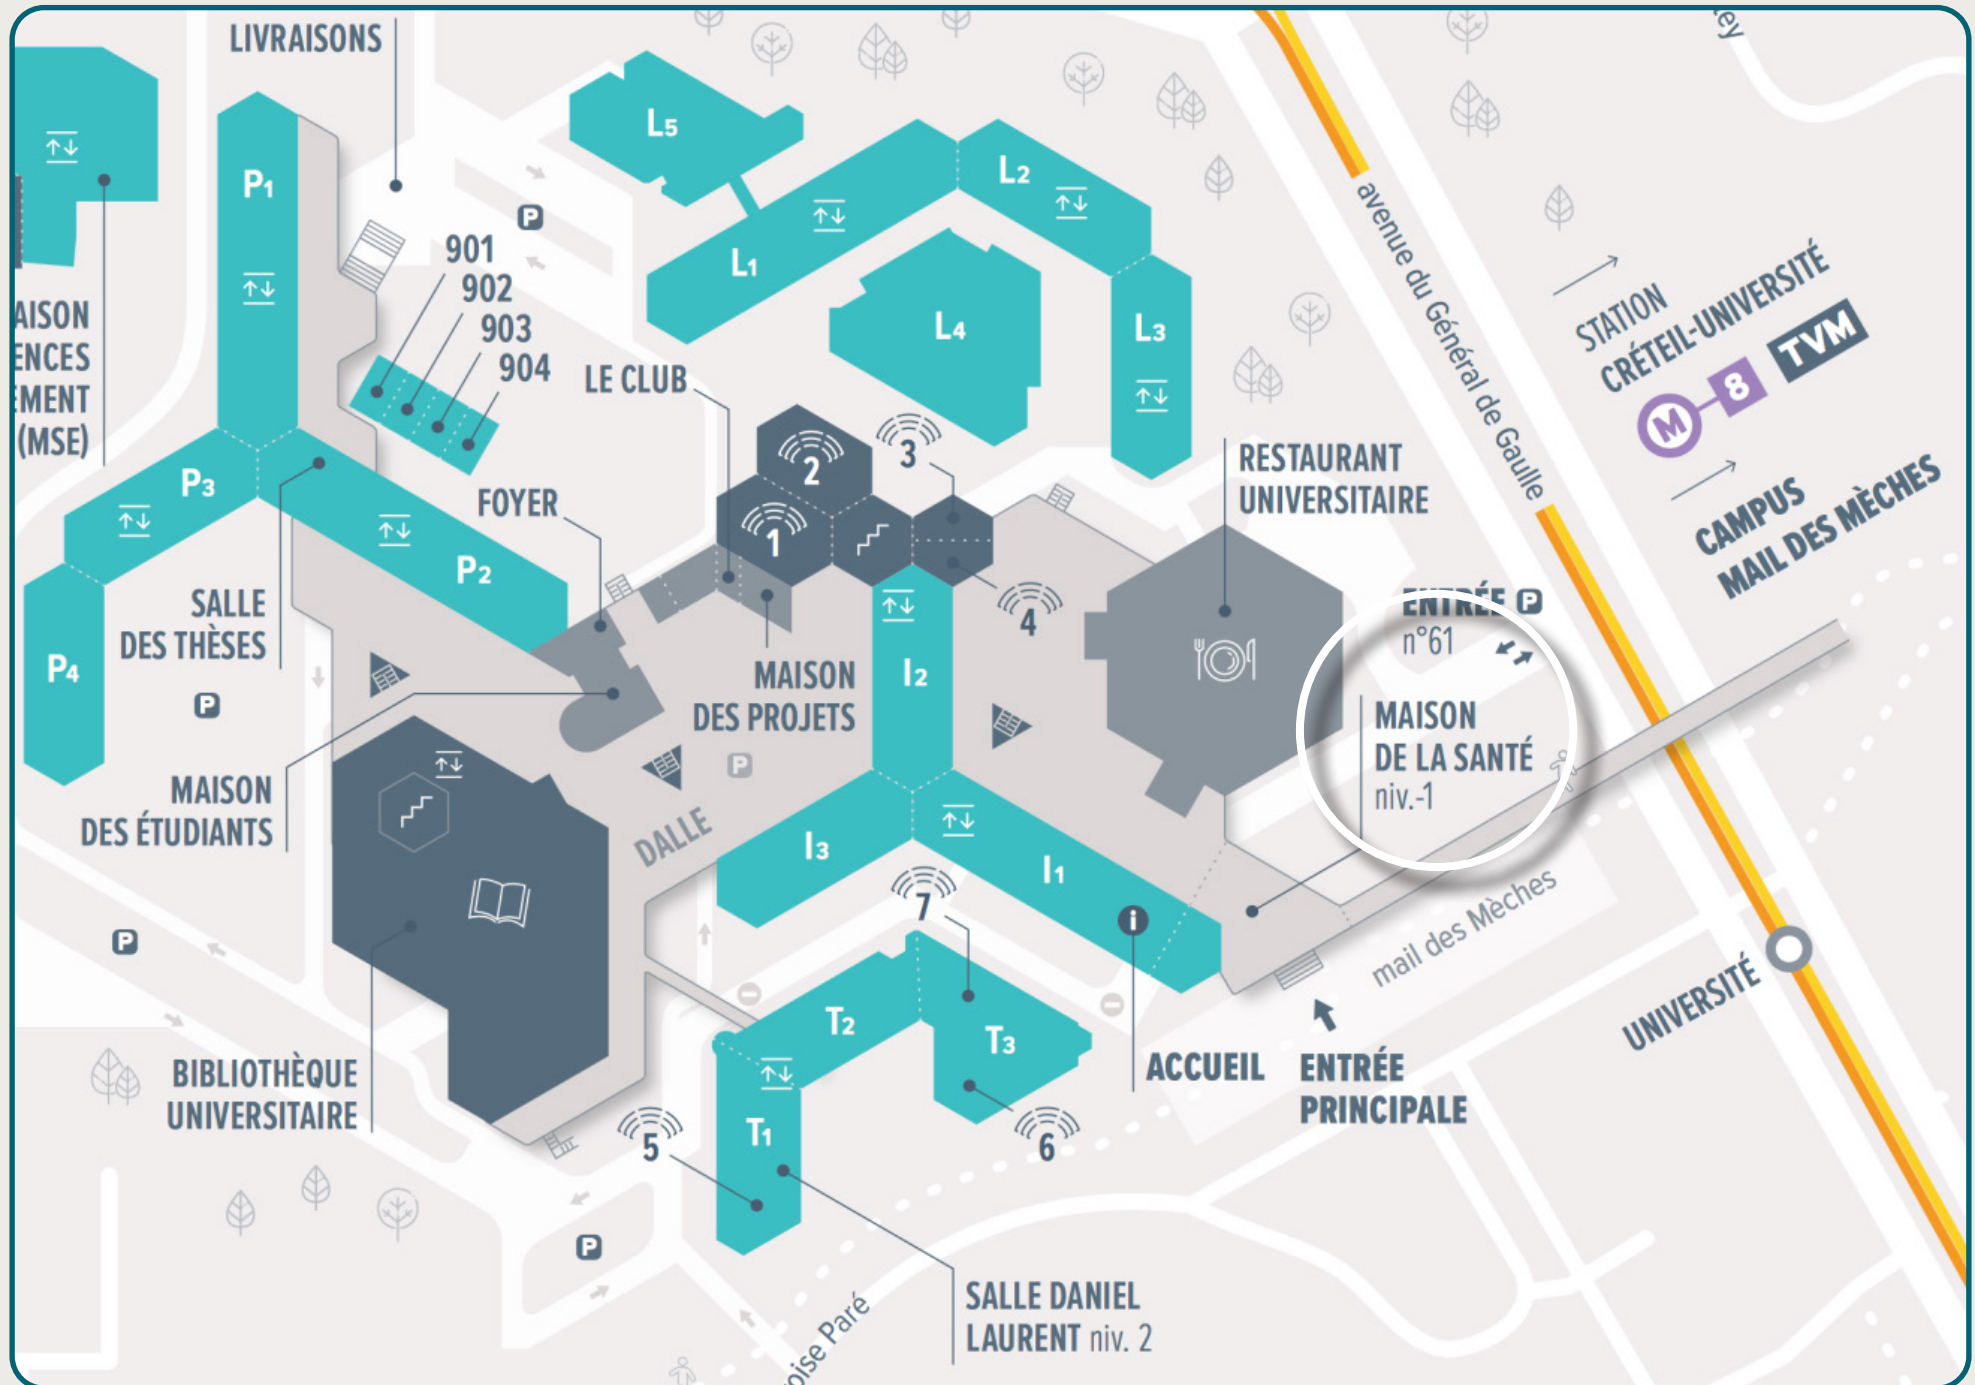 LIVRAISONS
P1
901
902
903
904
L5
L2
L1
L4
L3
ey
avenue du Général de Gaulle
STATION
CRÉTEIL-UNIVERSITÉ
M 8 TVM
CAMPUS
MAIL DES MÈCHES
AISON
ENCES
EMENT
(MSE)
LE CLUB
P3
FOYER
P2
2
1
3
4
RESTAURANT
UNIVERSITAIRE
ENTRÉE P
n°61
SALLE
DES THÈSES
P4
P
P
MAISON
DES PROJETS
P
I2
MAISON
DE LA SANTÉ
niv.-1
MAISON
DES ÉTUDIANTS
DALLE
I3
I1
i
7
mail des Mèches
UNIVERSITÉ
P
T2
T3
ACCUEIL
ENTRÉE
PRINCIPALE
BIBLIOTHÈQUE
UNIVERSITAIRE
5
T1
6
P
SALLE DANIEL
LAURENT niv. 2
oise Paré